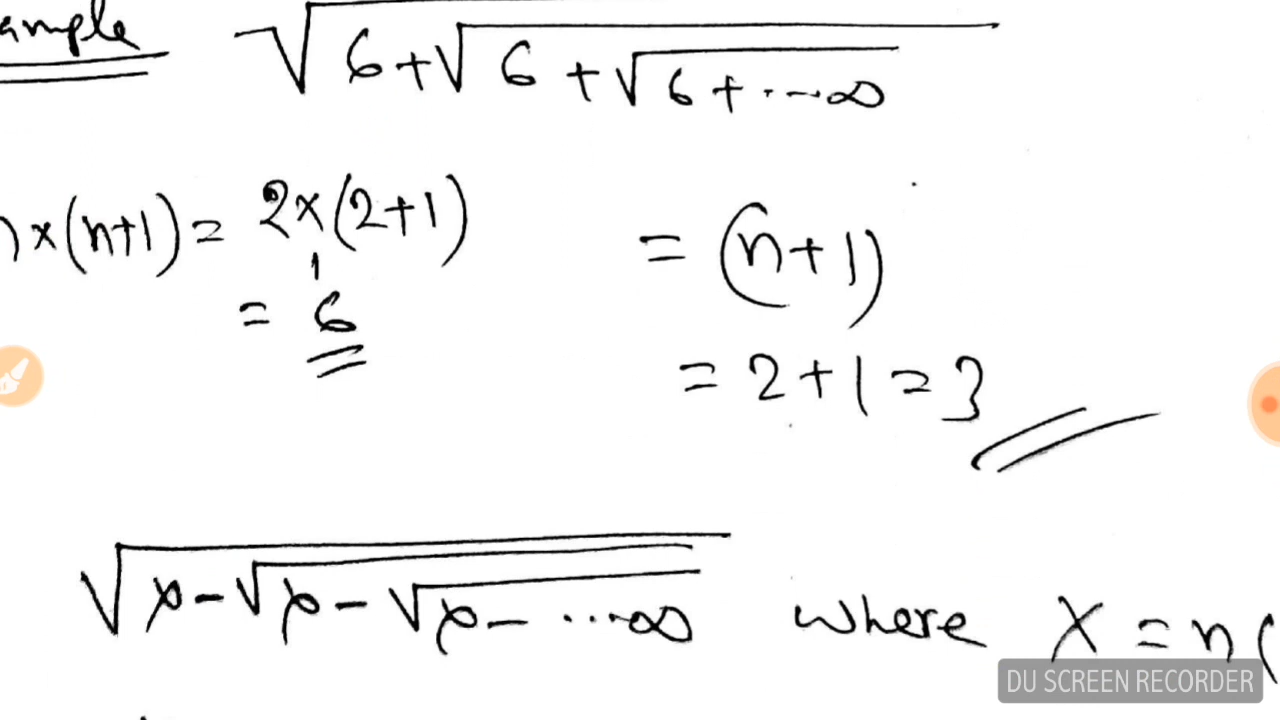 ample √6+√6+√6+...∞
x(n+1) = 2x(2+1)
= 6
= (n+1)
= 2+1=3
√x-√x-√x-...∞ where X = n(
DU SCREEN RECORDER